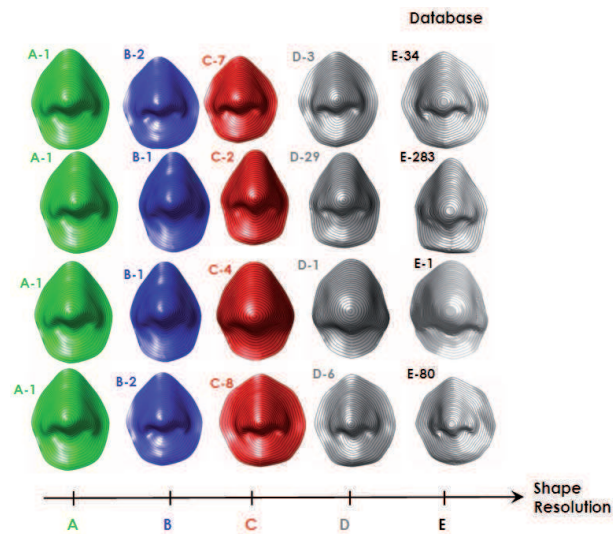 Database
A-1 B-2 C-7 D-3 E-34
A-1 B-1 C-2 D-29 E-283
A-1 B-1 C-4 D-1 E-1
A-1 B-2 C-8 D-6 E-80
Shape
Resolution
A B C D E